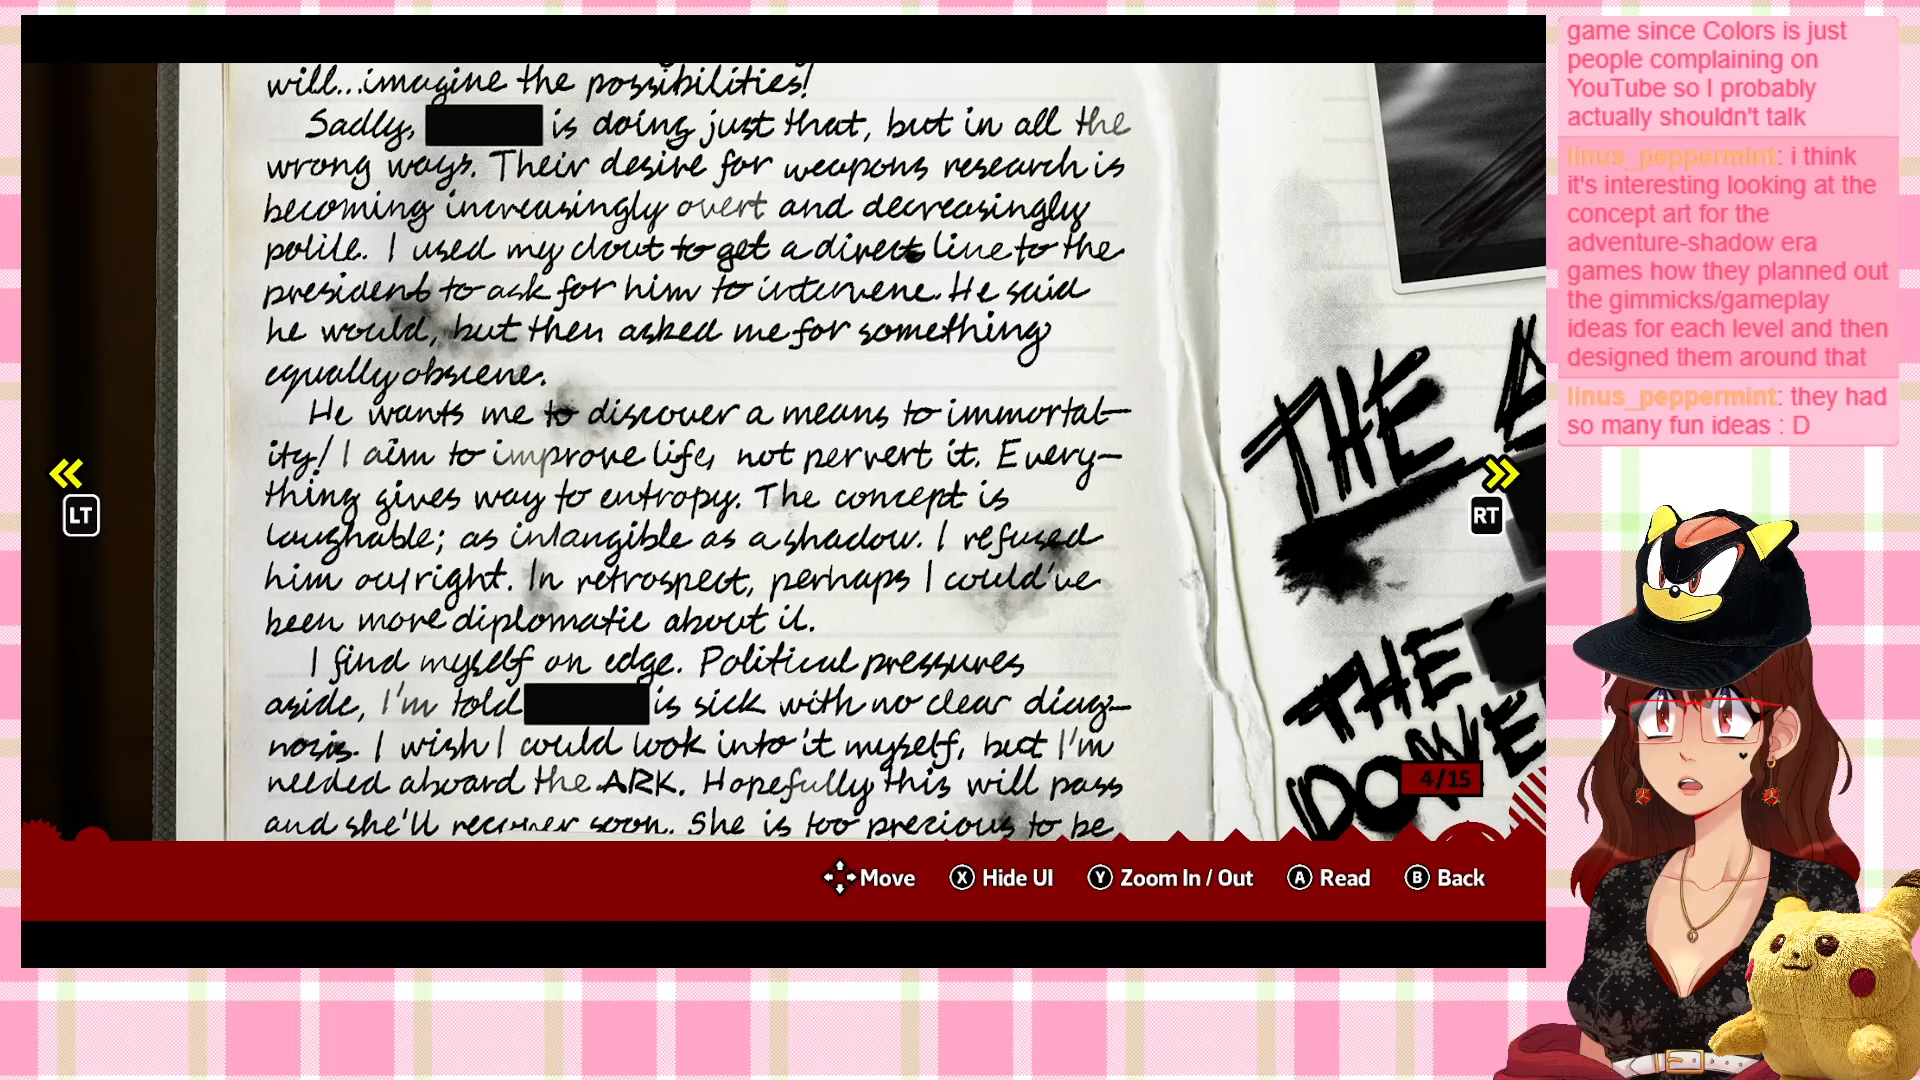 will...imagine the possibilities!
Sadly, is doing just that, but in all the
wrong ways. Their desire for weapons research is
becoming increasingly overt and decreasingly
polite. I used my clout to get a direct line to the
president to ask for him to intervene. He said
he would, but then asked me for something
equally obscene.
He wants me to discover a means to immortal-
ity! I aim to improve life, not pervert it. Every-
thing gives way to entropy. The concept is
laughable; as intangible as a shadow. I refused
him outright. In retrospect, perhaps I could've
been more diplomatic about it.
I find myself on edge. Political pressures
aside, I'm told is sick with no clear diag-
nosis. I wish I could look into it myself, but I'm
needed aboard the ARK. Hopefully this will pass
and she'll recover soon. She is too precious to be
THE
THE
LT
RT
4/15
Move
X Hide UI
Y Zoom In / Out
A Read
B Back
game since Colors is just
people complaining on
YouTube so I probably
actually shouldn't talk
linus_peppermint: i think
it's interesting looking at the
concept art for the
adventure-shadow era
games how they planned out
the gimmicks/gameplay
ideas for each level and then
designed them around that
linus_peppermint: they had
so many fun ideas : D